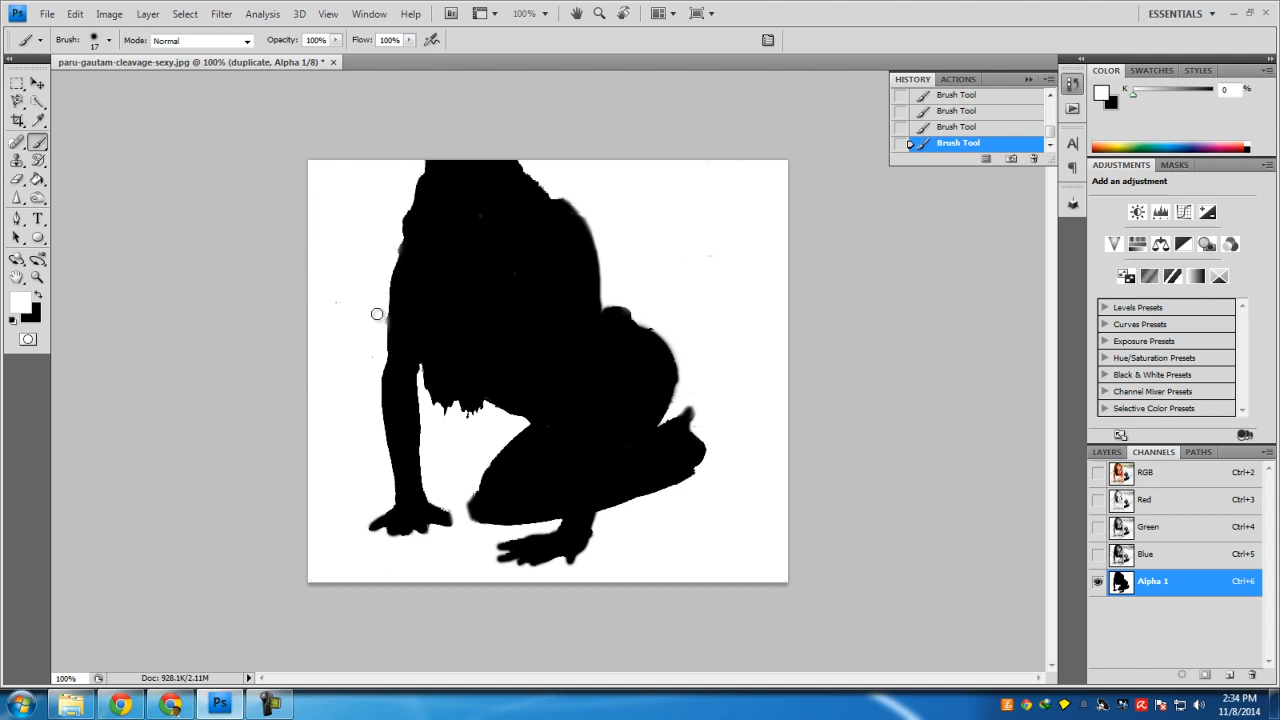 Ps File Edit Image Layer Select Filter Analysis 3D View Window Help Br 100% ESSENTIALS
Brush: 17 Mode: Normal Opacity: 100% Flow: 100%
paru-gautam-cleavage-sexy.jpg @ 100% (duplicate, Alpha 1/8) *
HISTORY ACTIONS
Brush Tool
Brush Tool
Brush Tool
Brush Tool
COLOR SWATCHES STYLES
K 0 %
ADJUSTMENTS MASKS
Add an adjustment
Levels Presets
Curves Presets
Exposure Presets
Hue/Saturation Presets
Black & White Presets
Channel Mixer Presets
Selective Color Presets
LAYERS CHANNELS PATHS
RGB Ctrl+2
Red Ctrl+3
Green Ctrl+4
Blue Ctrl+5
Alpha 1 Ctrl+6
100% Doc: 928.1K/2.11M
Ps
2:34 PM
11/8/2014